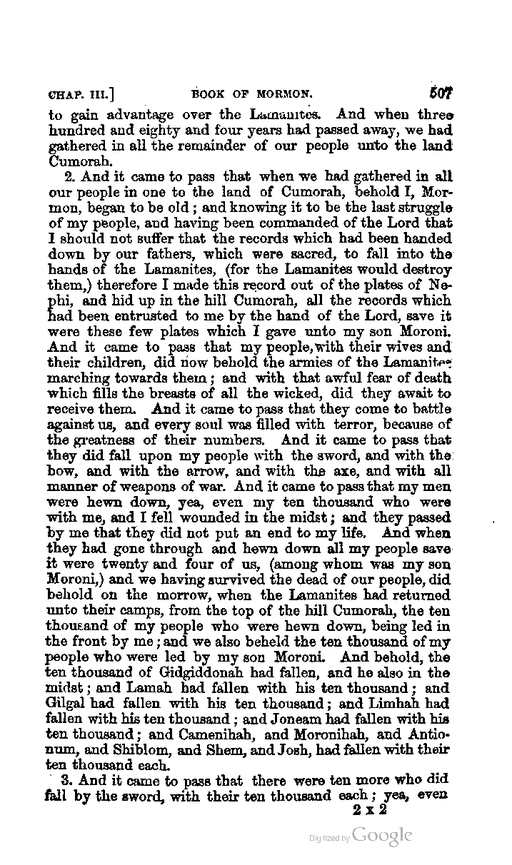 CHAP. III.] BOOK OF MORMON. 507
to gain advantage over the Lamanites. And when three
hundred and eighty and four years had passed away, we had
gathered in all the remainder of our people unto the land
Cumorah.
2. And it came to pass that when we had gathered in all
our people in one to the land of Cumorah, behold I, Mor-
mon, began to be old; and knowing it to be the last struggle
of my people, and having been commanded of the Lord that
I should not suffer that the records which had been handed
down by our fathers, which were sacred, to fall into the
hands of the Lamanites, (for the Lamanites would destroy
them,) therefore I made this record out of the plates of Ne-
phi, and hid up in the hill Cumorah, all the records which
had been entrusted to me by the hand of the Lord, save it
were these few plates which I gave unto my son Moroni.
And it came to pass that my people, with their wives and
their children, did now behold the armies of the Lamanites
marching towards them; and with that awful fear of death
which fills the breasts of all the wicked, did they await to
receive them. And it came to pass that they come to battle
against us, and every soul was filled with terror, because of
the greatness of their numbers. And it came to pass that
they did fall upon my people with the sword, and with the
bow, and with the arrow, and with the axe, and with all
manner of weapons of war. And it came to pass that my men
were hewn down, yea, even my ten thousand who were
with me, and I fell wounded in the midst; and they passed
by me that they did not put an end to my life. And when
they had gone through and hewn down all my people save
it were twenty and four of us, (among whom was my son
Moroni,) and we having survived the dead of our people, did
behold on the morrow, when the Lamanites had returned
unto their camps, from the top of the hill Cumorah, the ten
thousand of my people who were hewn down, being led in
the front by me; and we also beheld the ten thousand of my
people who were led by my son Moroni. And behold, the
ten thousand of Gidgiddonah had fallen, and he also in the
midst; and Lamah had fallen with his ten thousand; and
Gilgal had fallen with his ten thousand; and Limhah had
fallen with his ten thousand; and Joneam had fallen with his
ten thousand; and Camenihah, and Moronihah, and Antio-
num, and Shiblom, and Shem, and Josh, had fallen with their
ten thousand each.
3. And it came to pass that there were ten more who did
fall by the sword, with their ten thousand each; yea, even
2 x 2
Digitized by Google